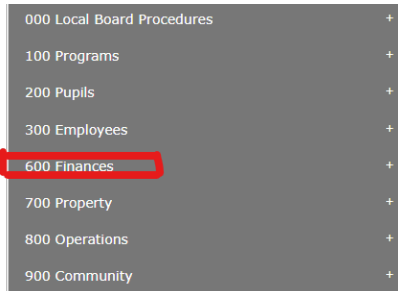 000 Local Board Procedures +
100 Programs +
200 Pupils +
300 Employees +
600 Finances +
700 Property +
800 Operations +
900 Community +